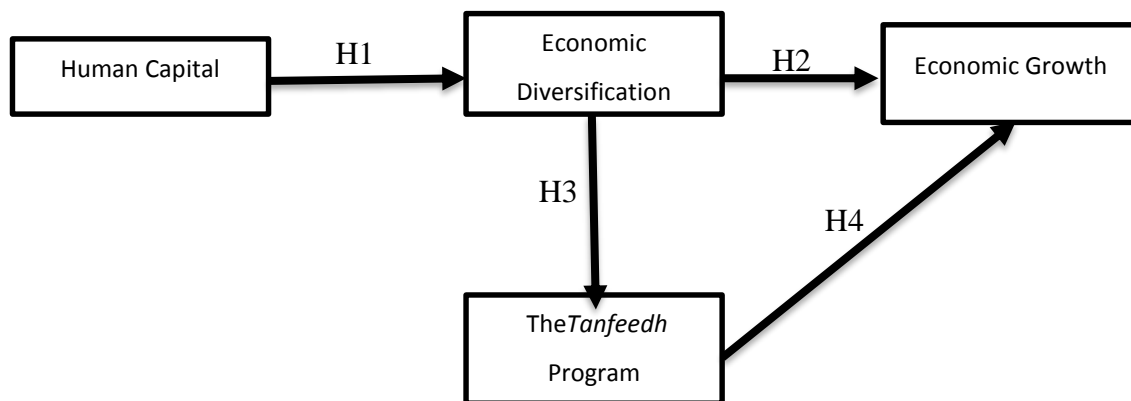 Human Capital
H1
Economic
Diversification
H2
Economic Growth
H3
H4
TheTanfeedh
Program